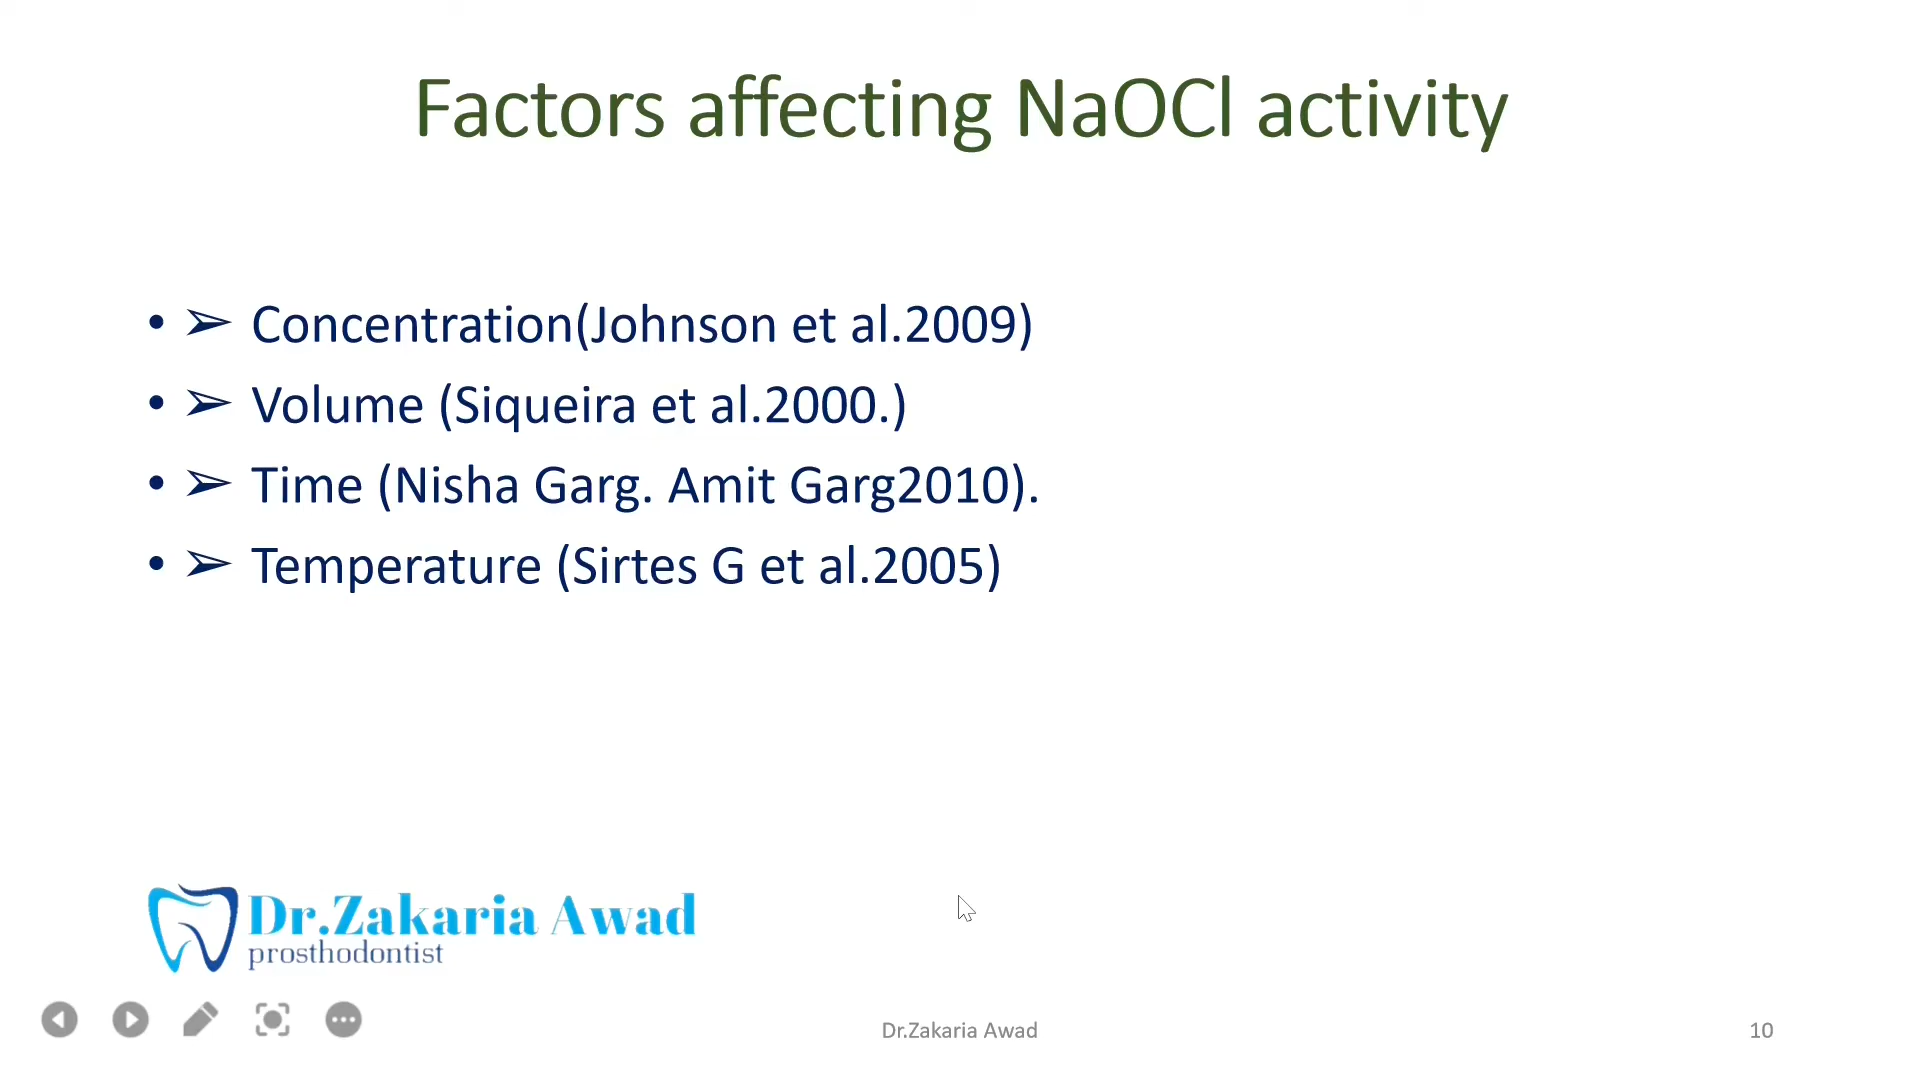 Factors affecting NaOCl activity
• ➢ Concentration(Johnson et al.2009)
• ➢ Volume (Siqueira et al.2000.)
• ➢ Time (Nisha Garg. Amit Garg2010).
• ➢ Temperature (Sirtes G et al.2005)
Dr.Zakaria Awad
prosthodontist
Dr.Zakaria Awad
10